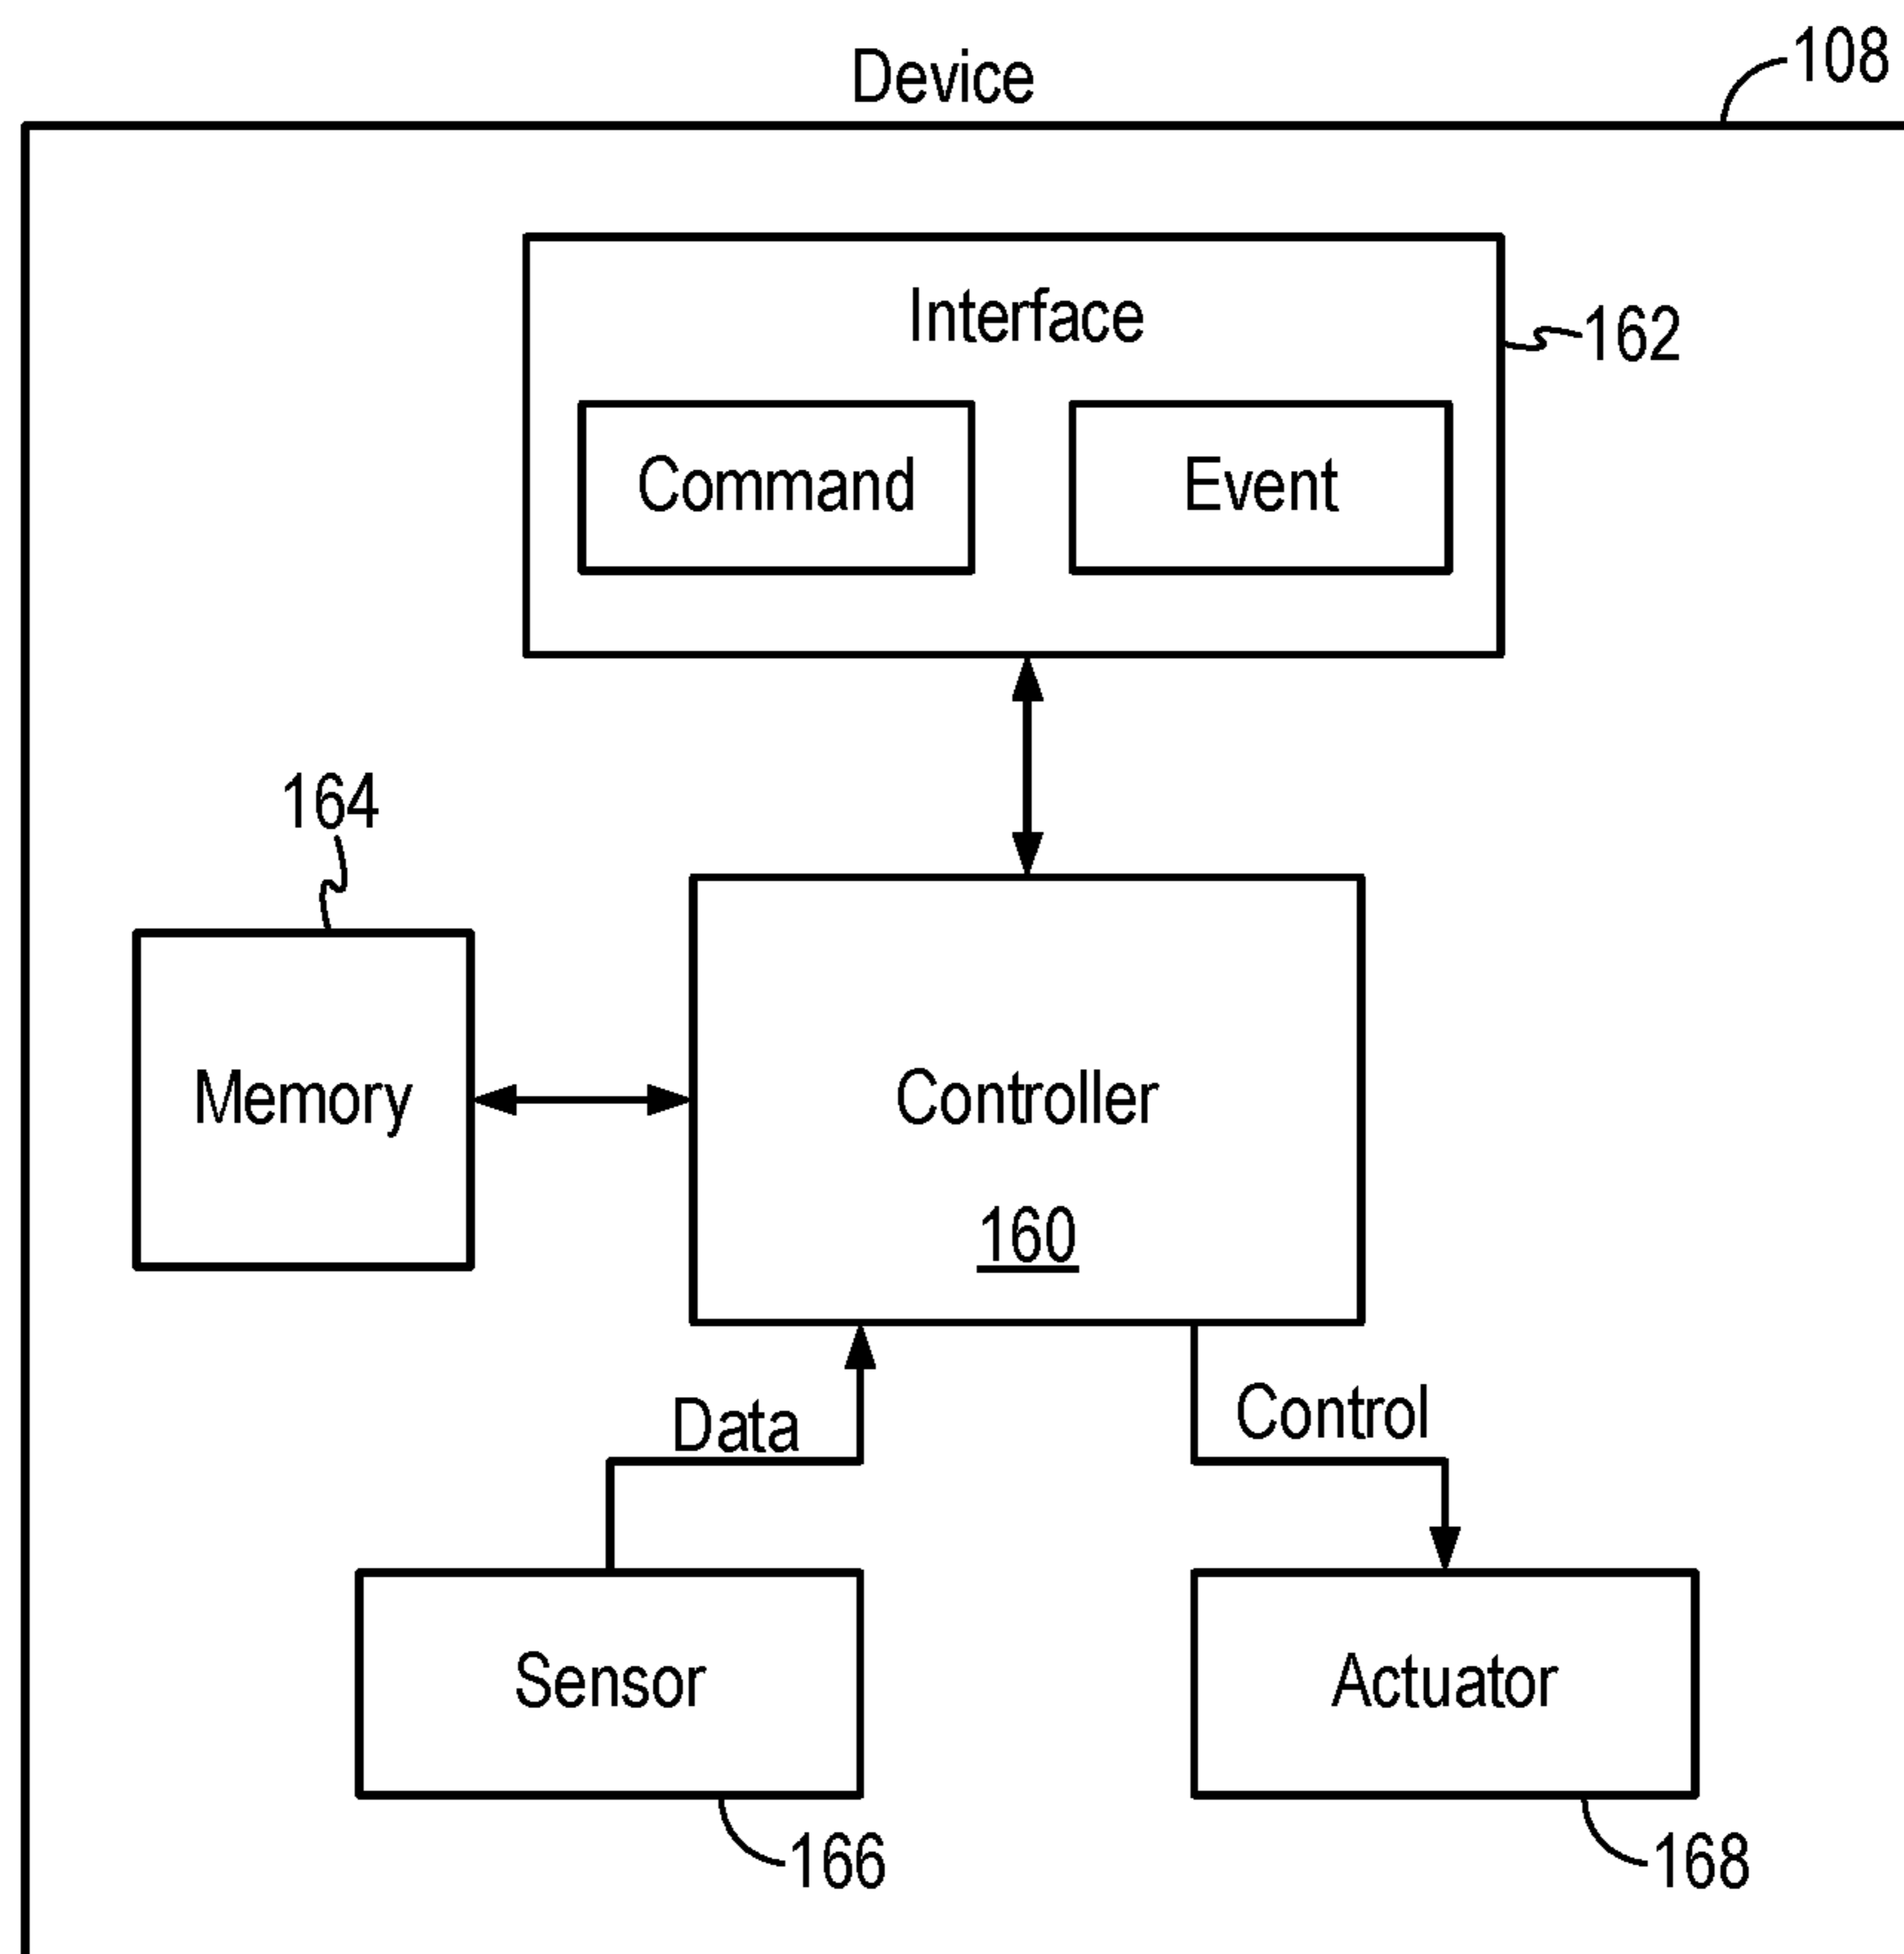 Device
108
Interface
162
Command
Event
164
Memory
Controller
160
Data
Control
Sensor
Actuator
166
168